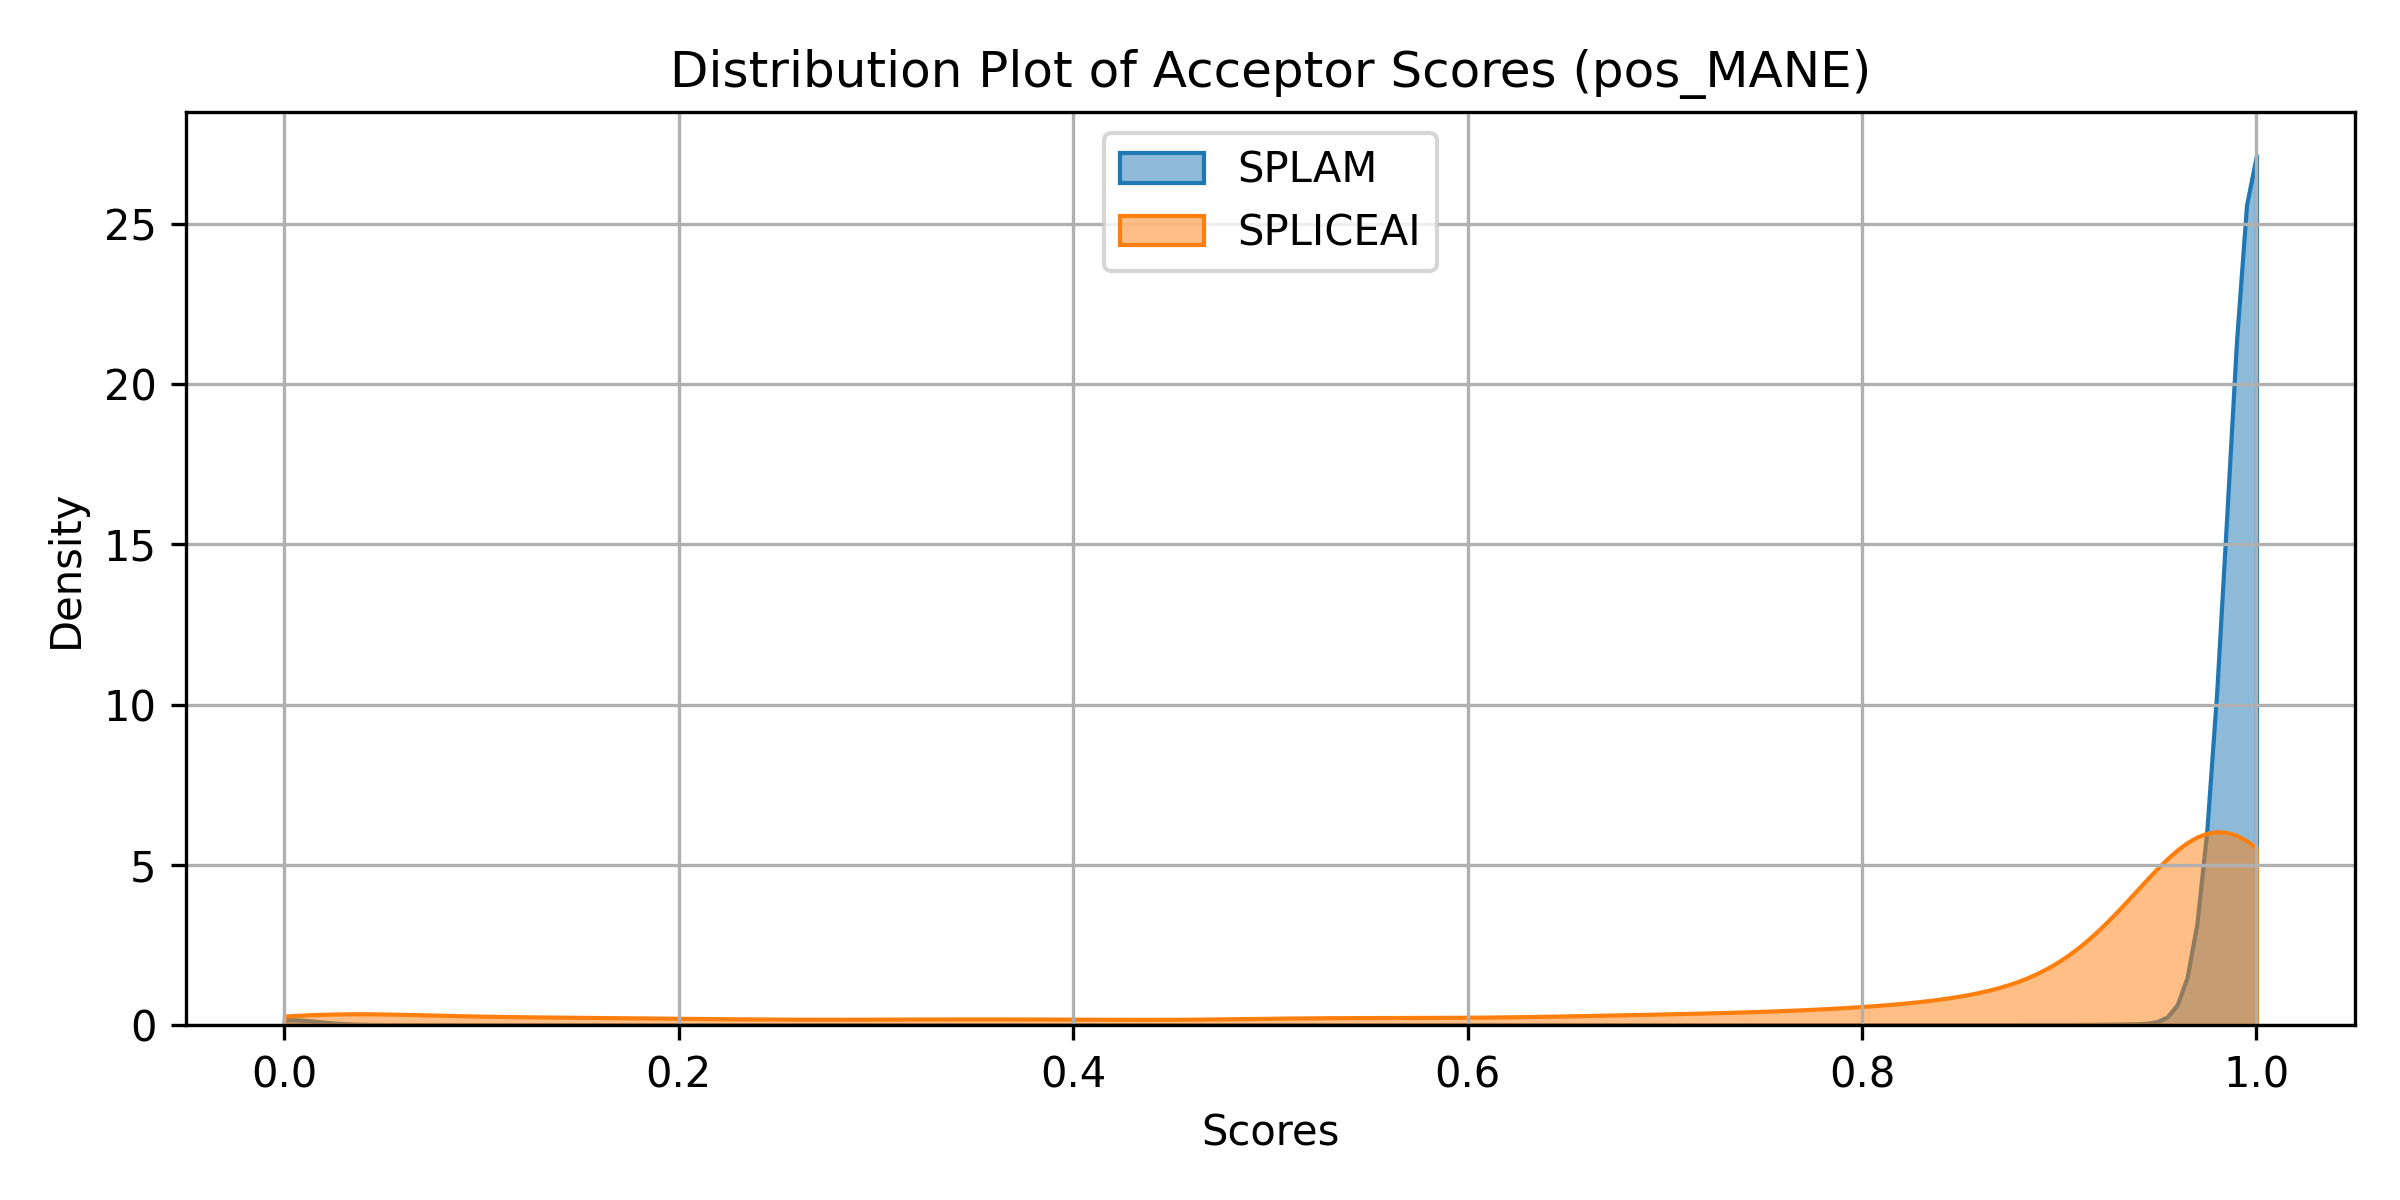 Distribution Plot of Acceptor Scores (pos_MANE)
SPLAM
SPLICEAI
Density
25
20
15
10
5
0
0.0 0.2 0.4 0.6 0.8 1.0
Scores